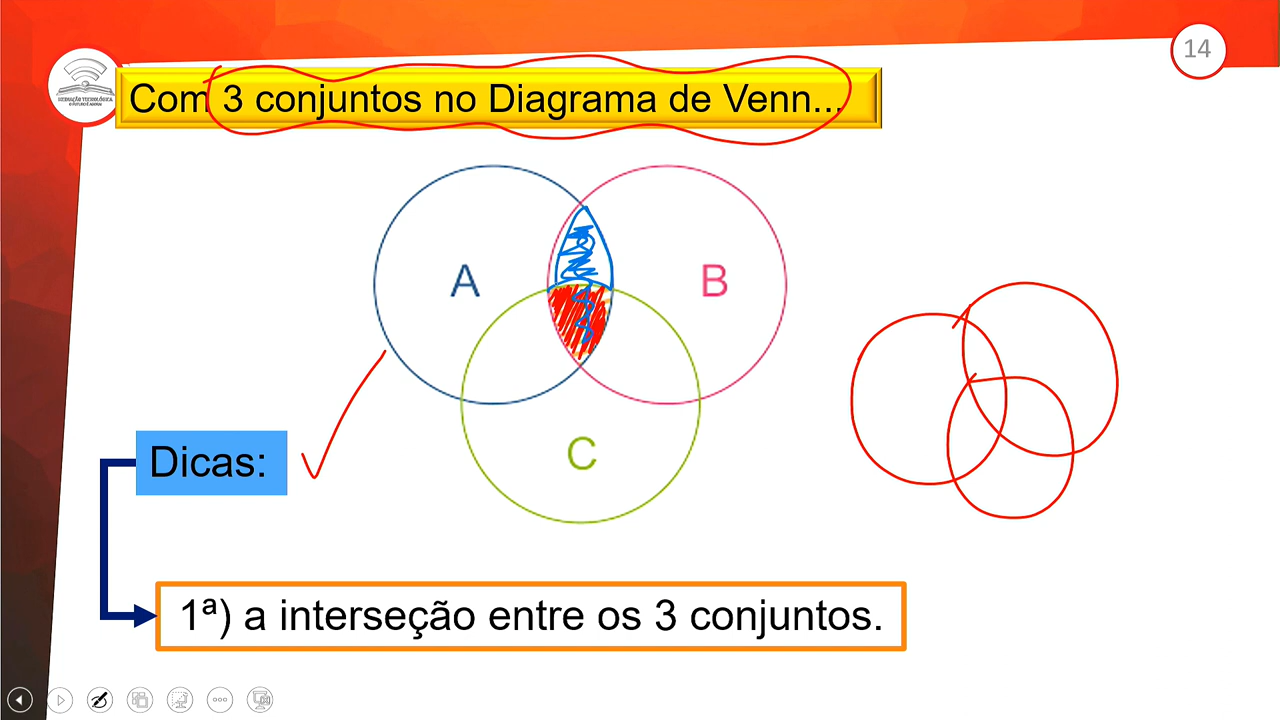 14
Com 3 conjuntos no Diagrama de Venn...
A
B
C
Dicas:
1ª) a interseção entre os 3 conjuntos.